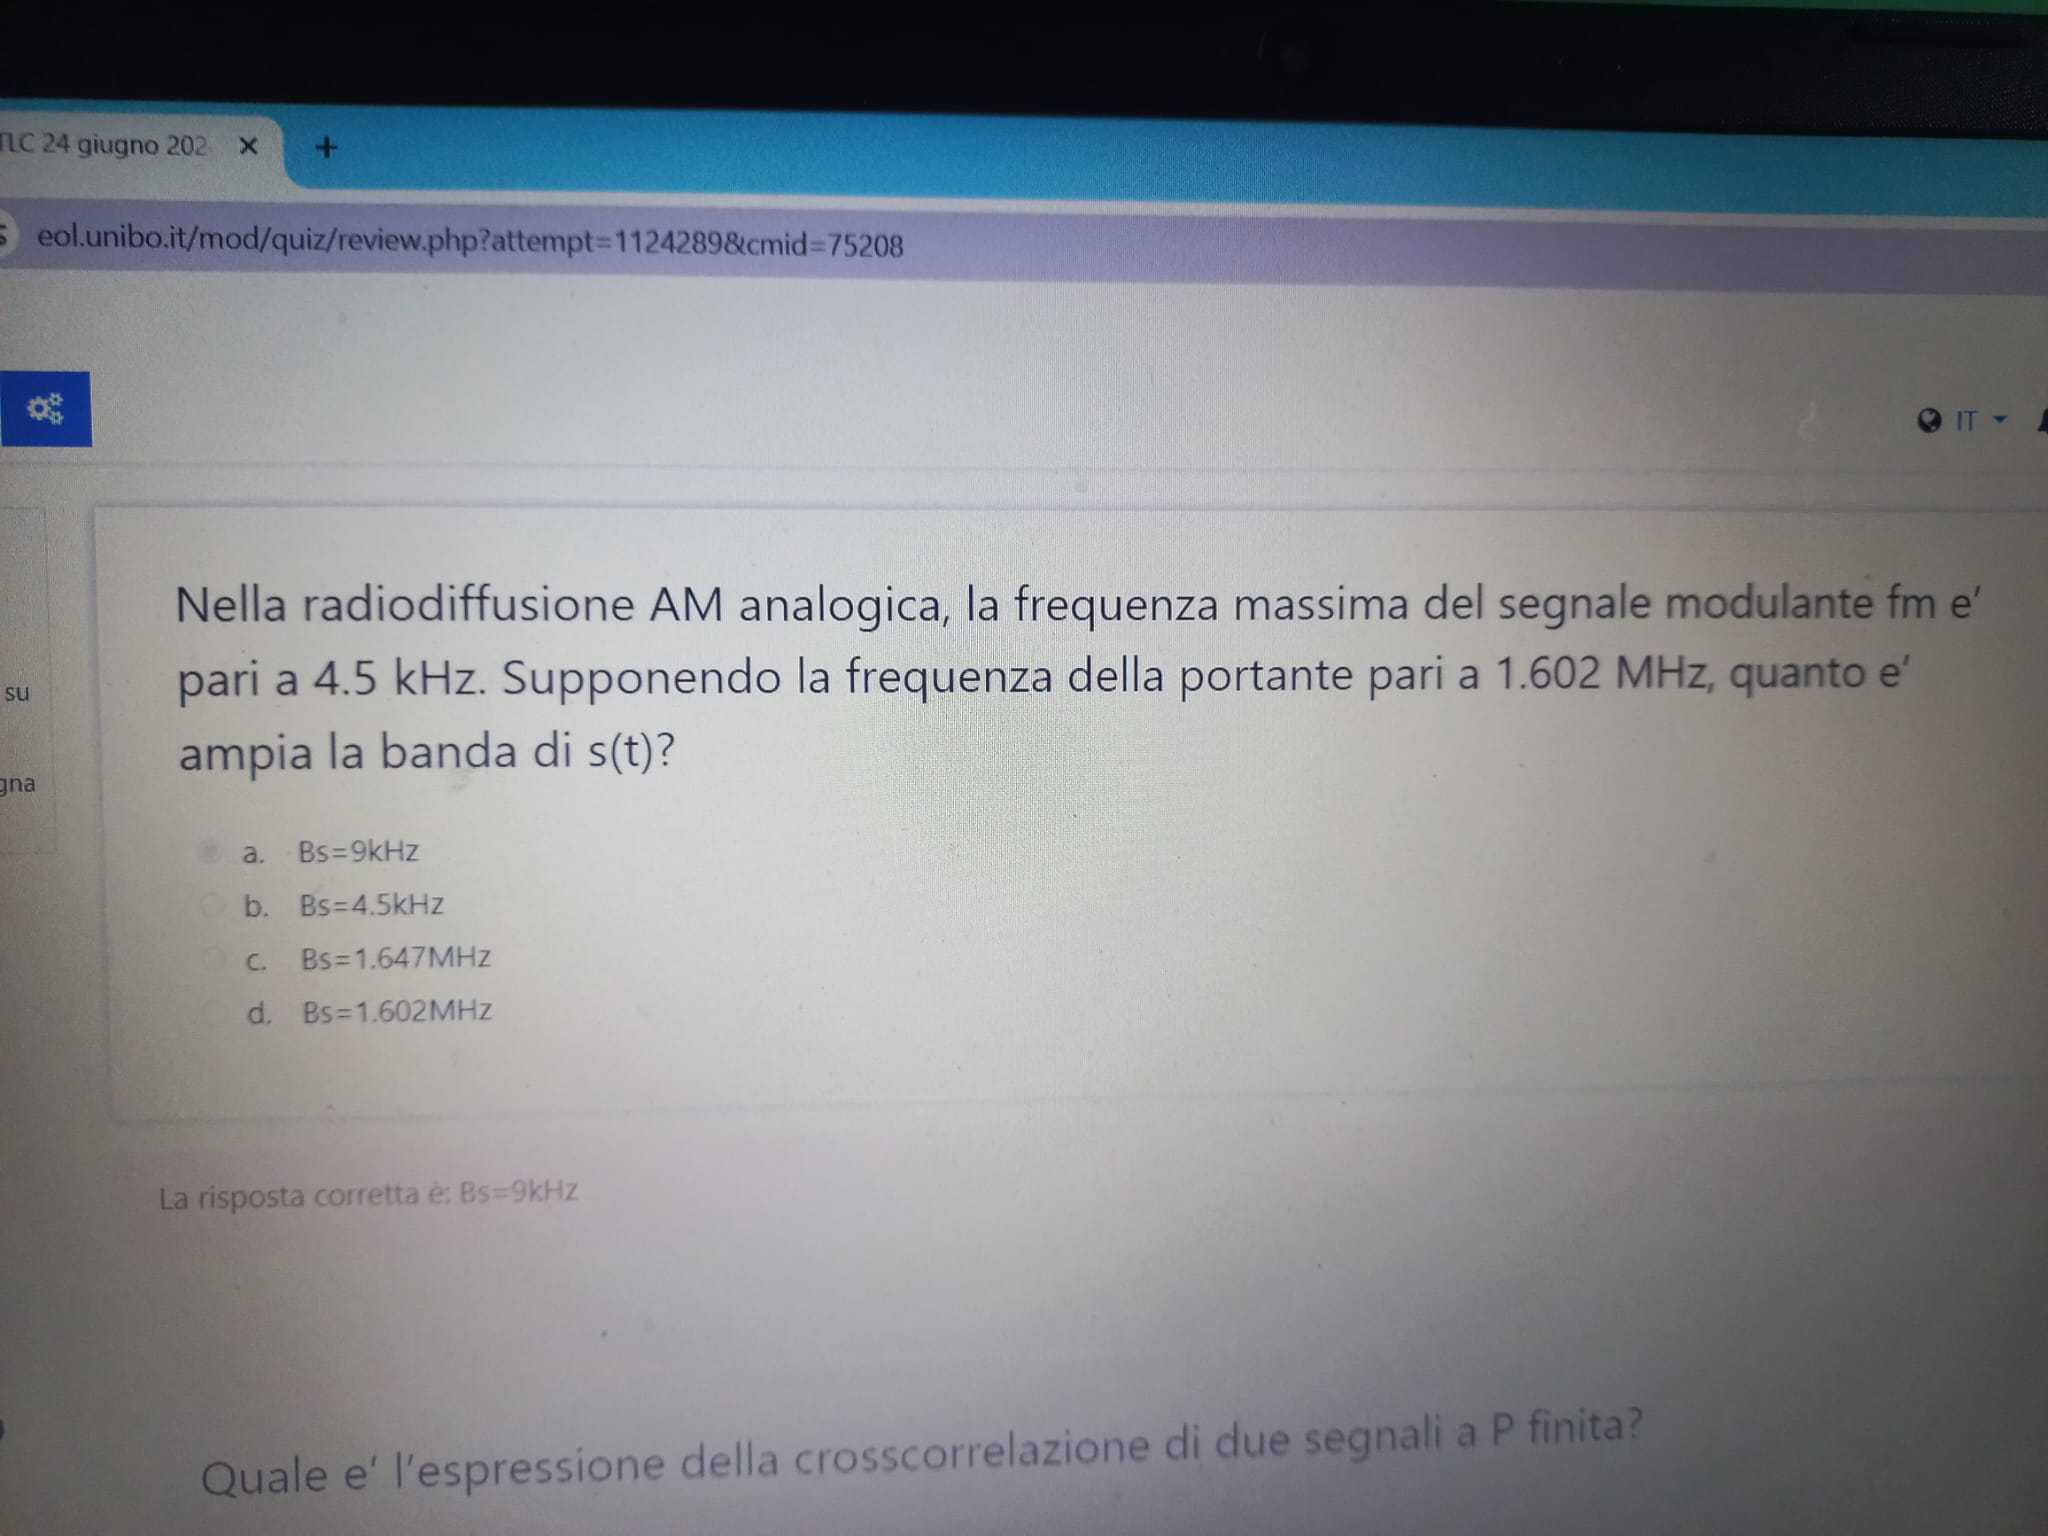 TLC 24 giugno 202
eol.unibo.it/mod/quiz/review.php?attempt=1124289&cmid=75208
IT
Nella radiodiffusione AM analogica, la frequenza massima del segnale modulante fm e'
pari a 4.5 kHz. Supponendo la frequenza della portante pari a 1.602 MHz, quanto e'
ampia la banda di s(t)?
su
gna
a. Bs=9kHz
b. Bs=4.5kHz
c. Bs=1.647MHz
d. Bs=1.602MHz
La risposta corretta è: Bs=9kHz
Quale e' l'espressione della crosscorrelazione di due segnali a P finita?